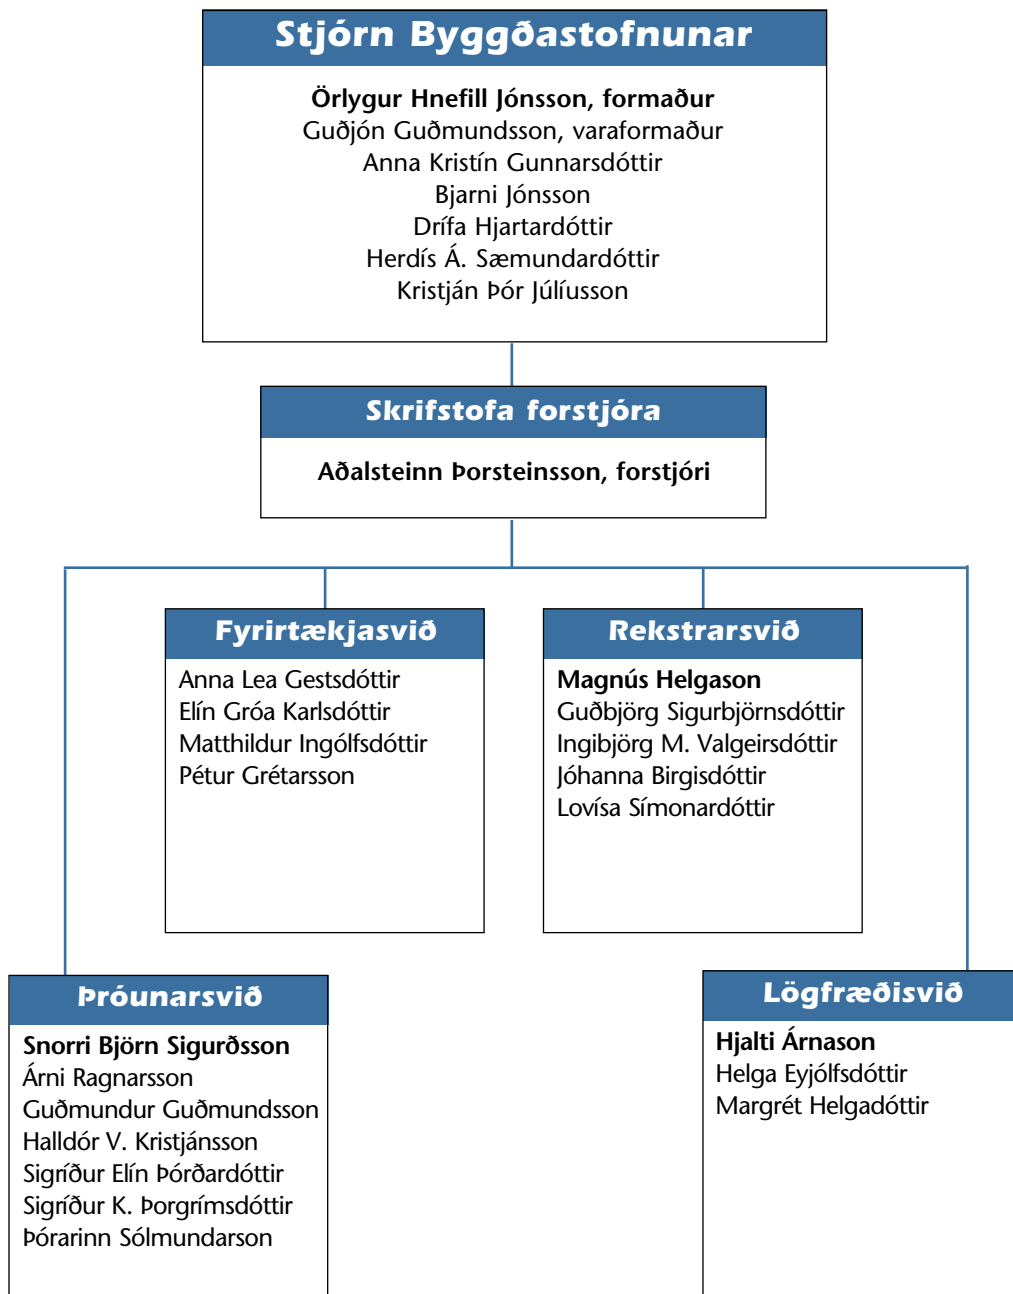 Stjórn Byggðastofnunar
Örlygur Hnefill Jónsson, formaður
Guðjón Guðmundsson, varaformaður
Anna Kristín Gunnarsdóttir
Bjarni Jónsson
Drífa Hjartardóttir
Herdís Á. Sæmundardóttir
Kristján Þór Júlíusson
Skrifstofa forstjóra
Aðalsteinn Þorsteinsson, forstjóri
Fyrirtækjasvið
Anna Lea Gestsdóttir
Elín Gróa Karlsdóttir
Matthildur Ingólfsdóttir
Pétur Grétarsson
Rekstrarsvið
Magnús Helgason
Guðbjörg Sigurbjörnsdóttir
Ingibjörg M. Valgeirsdóttir
Jóhanna Birgisdóttir
Lovísa Símonardóttir
Þróunarsvið
Snorri Björn Sigurðsson
Árni Ragnarsson
Guðmundur Guðmundsson
Halldór V. Kristjánsson
Sigríður Elín Þórðardóttir
Sigríður K. Þorgrímsdóttir
Þórarinn Sólmundarson
Lögfræðisvið
Hjalti Árnason
Helga Eyjólfsdóttir
Margrét Helgadóttir